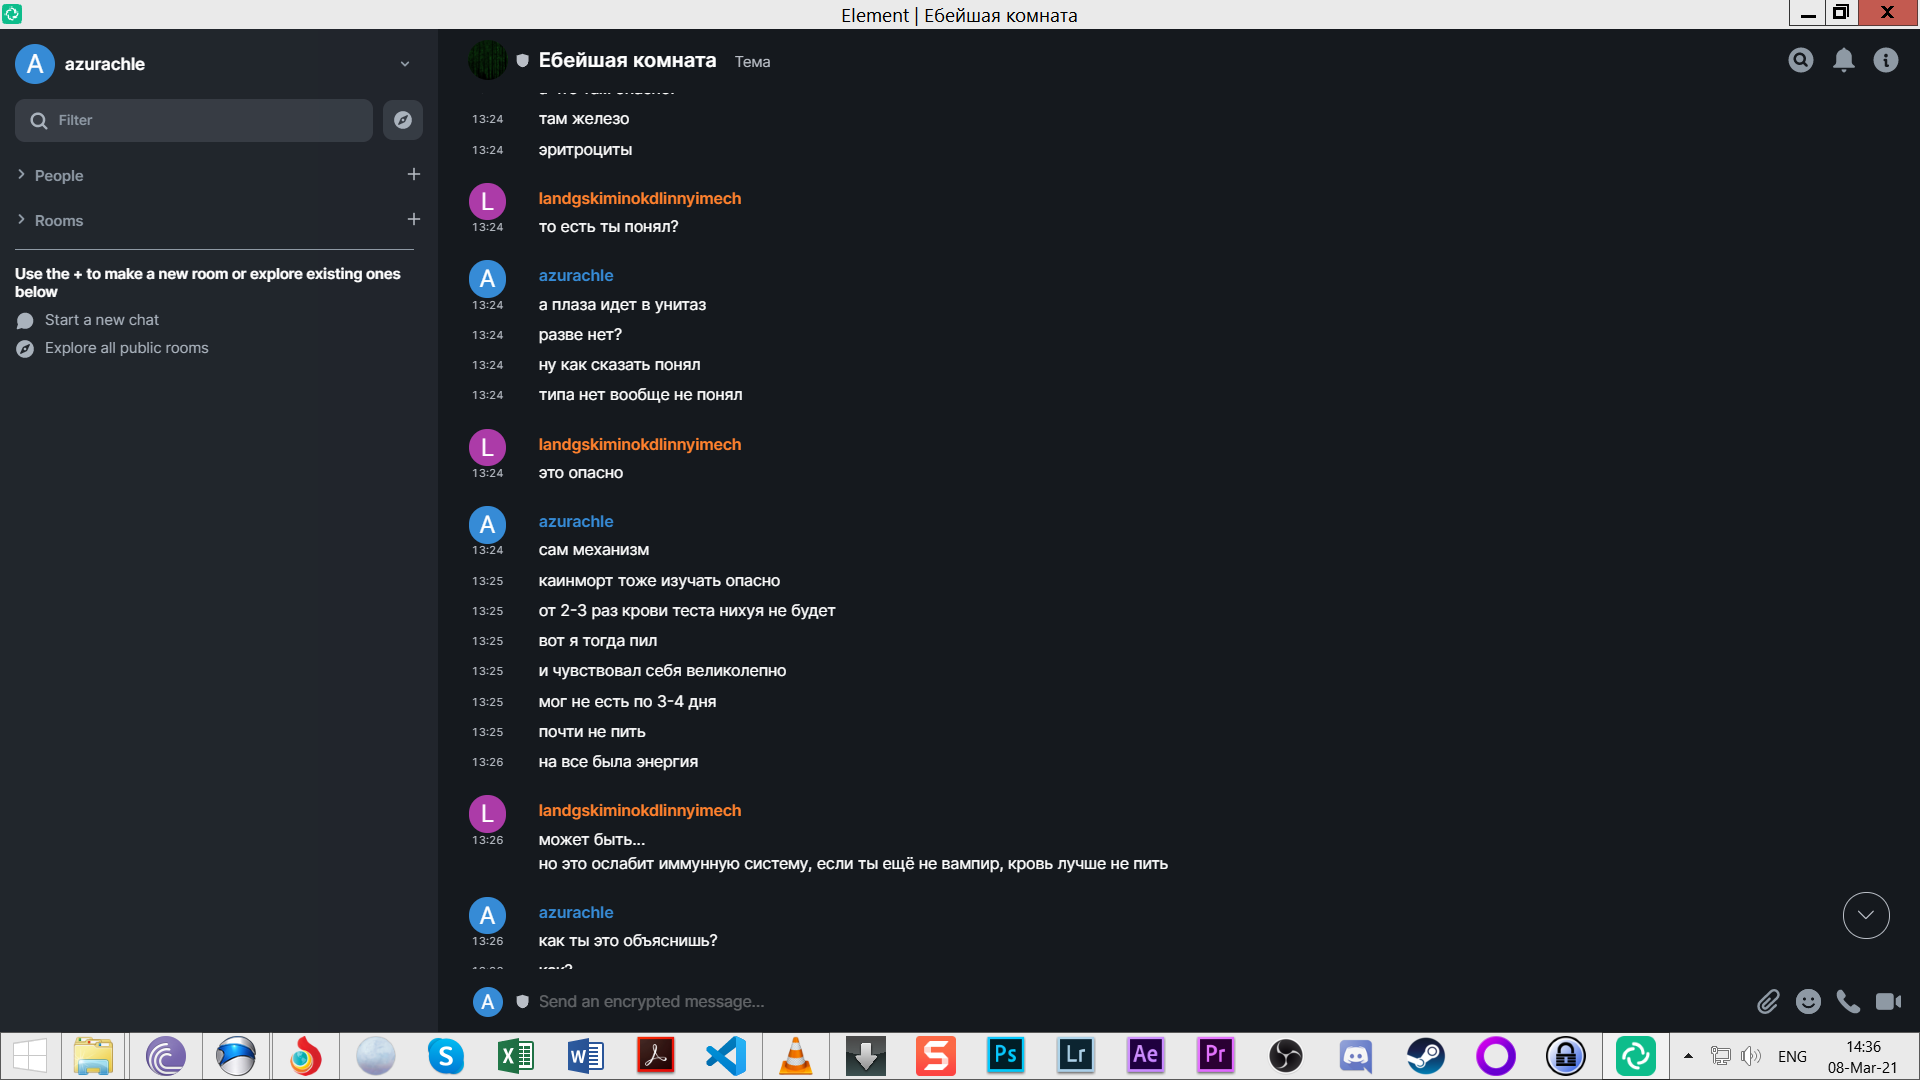 Element | Ебейшая комната
A azurachle
Filter
People
Rooms
Use the + to make a new room or explore existing ones
below
Start a new chat
Explore all public rooms
Ебейшая комната Тема
13:24 там железо
13:24 эритроциты
L landgskiminokdlinnyimech
13:24 то есть ты понял?
A azurachle
13:24 а плаза идет в унитаз
13:24 разве нет?
13:24 ну как сказать понял
13:24 типа нет вообще не понял
L landgskiminokdlinnyimech
13:24 это опасно
A azurachle
13:24 сам механизм
13:25 каинморт тоже изучать опасно
13:25 от 2-3 раз крови теста нихуя не будет
13:25 вот я тогда пил
13:25 и чувствовал себя великолепно
13:25 мог не есть по 3-4 дня
13:25 почти не пить
13:26 на все была энергия
L landgskiminokdlinnyimech
13:26 может быть...
но это ослабит иммунную систему, если ты ещё не вампир, кровь лучше не пить
A azurachle
13:26 как ты это объяснишь?
A Send an encrypted message...
Ps Lr Ae Pr
ENG
14:36
08-Mar-21